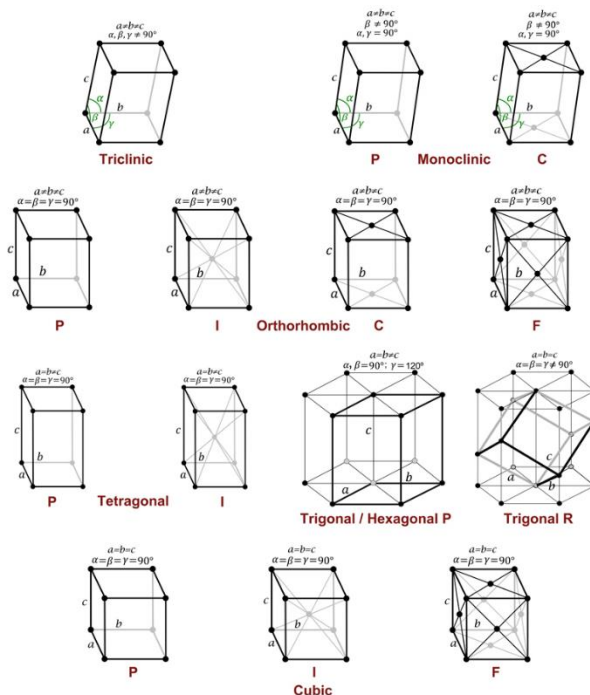 a≠b≠c
α, β, γ ≠ 90°
c
α
b
β
γ
a
Triclinic
a≠b≠c
β ≠ 90°
α, γ = 90°
c
α
b
β
γ
a
P
Monoclinic
a≠b≠c
β ≠ 90°
α, γ = 90°
c
α
b
β
γ
a
C
a≠b≠c
α=β=γ=90°
c
b
a
P
a≠b≠c
α=β=γ=90°
c
b
a
I
Orthorhombic
a≠b≠c
α=β=γ=90°
c
b
a
C
a≠b≠c
α=β=γ=90°
c
b
a
F
a=b≠c
α=β=γ=90°
c
b
a
P
Tetragonal
a=b≠c
α=β=γ=90°
c
b
a
I
a=b≠c
α, β=90°; γ=120°
c
a
b
Trigonal / Hexagonal P
a=b=c
α=β=γ≠90°
c
a
b
Trigonal R
a=b=c
α=β=γ=90°
c
b
a
P
a=b=c
α=β=γ=90°
c
b
a
I
Cubic
a=b=c
α=β=γ=90°
c
b
a
F